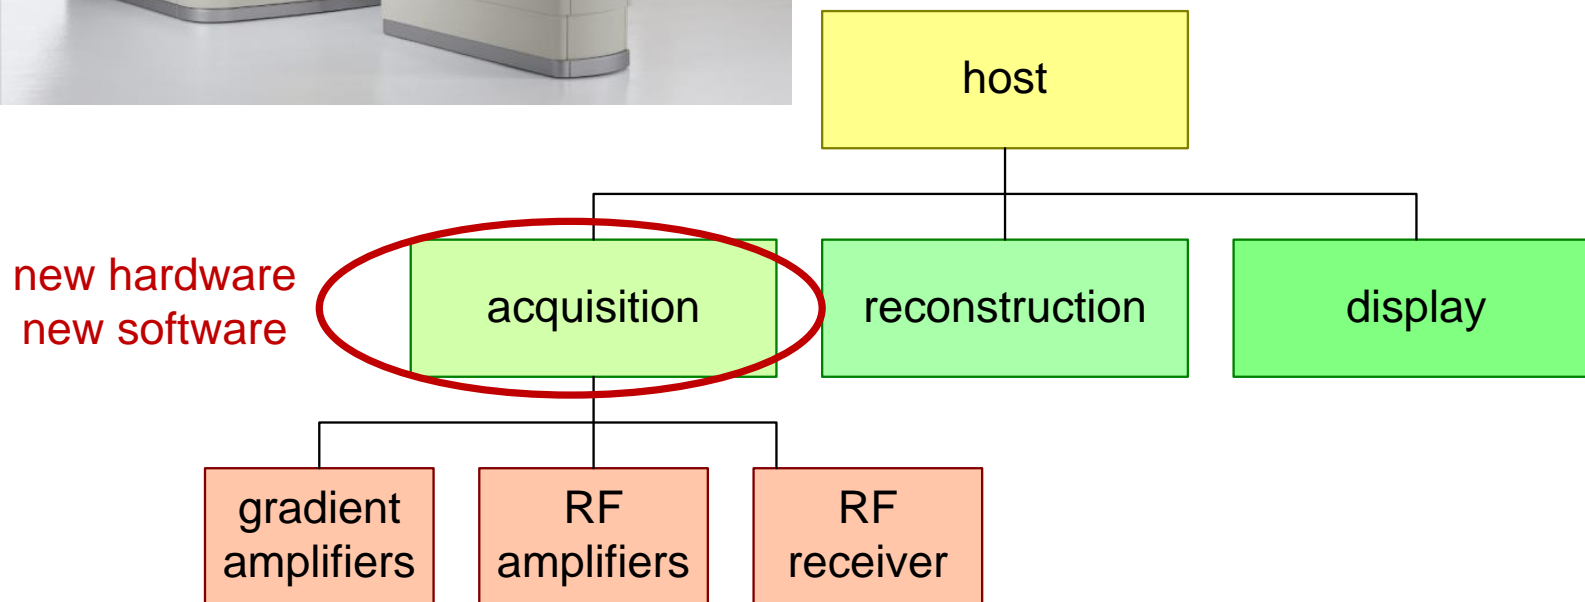 host
new hardware
new software
acquisition
reconstruction
display
gradient
amplifiers
RF
amplifiers
RF
receiver